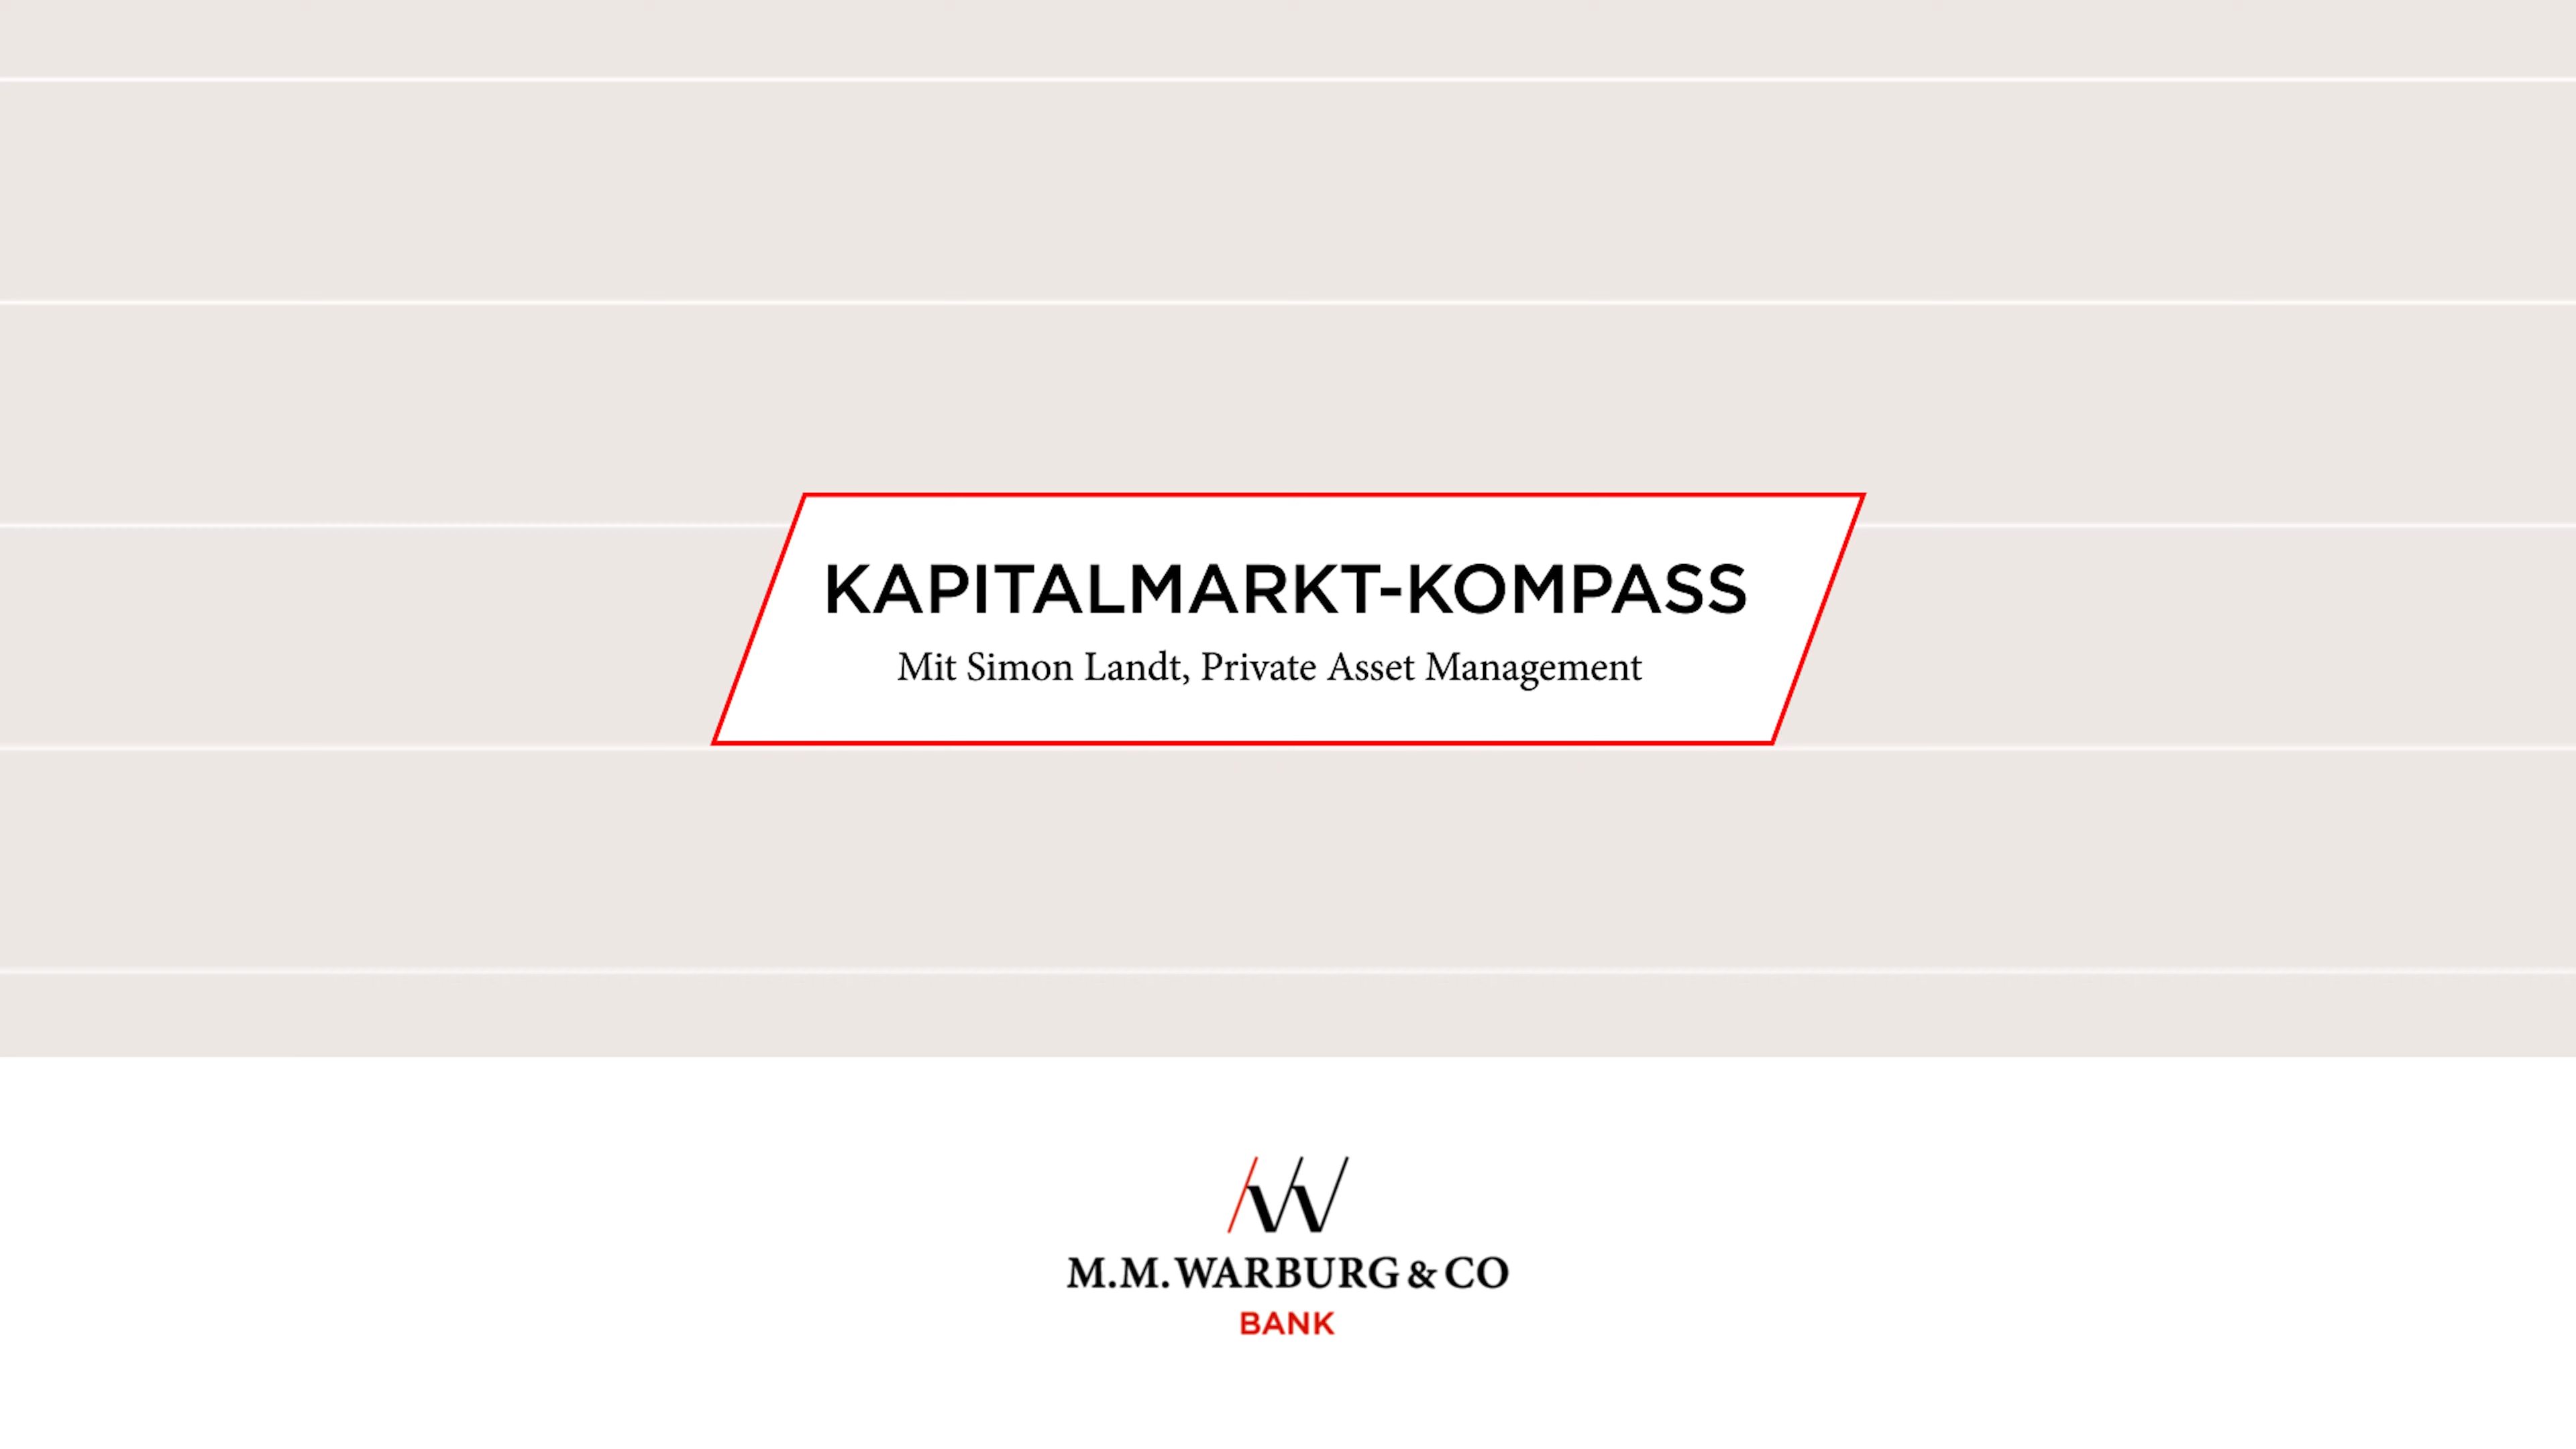 KAPITALMARKT-KOMPASS
Mit Simon Landt, Private Asset Management
M.M.WARBURG & CO
BANK